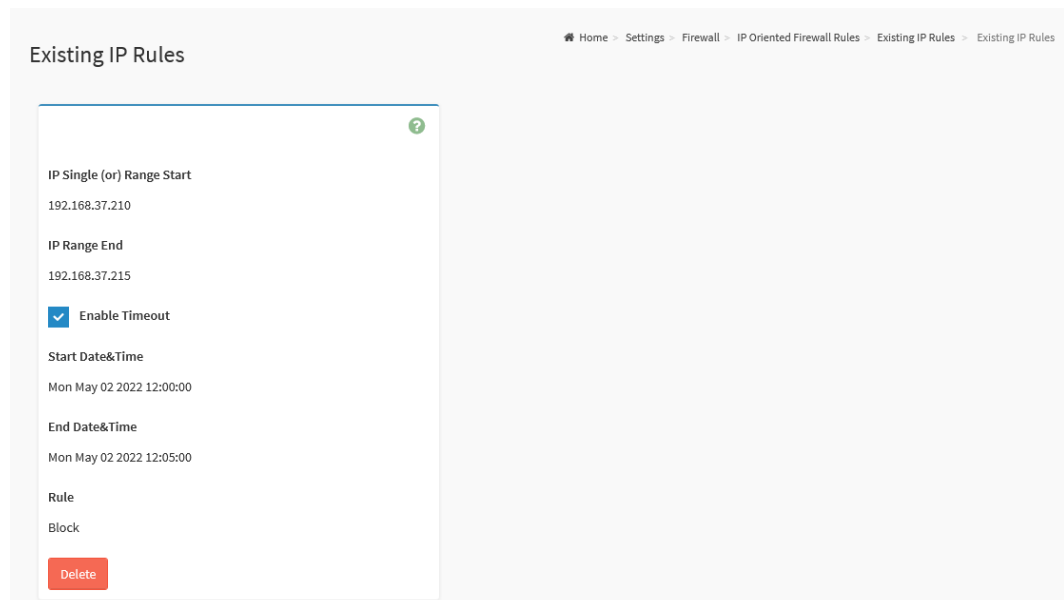 Home > Settings > Firewall > IP Oriented Firewall Rules > Existing IP Rules > Existing IP Rules
Existing IP Rules
?
IP Single (or) Range Start
192.168.37.210
IP Range End
192.168.37.215
Enable Timeout
Start Date&Time
Mon May 02 2022 12:00:00
End Date&Time
Mon May 02 2022 12:05:00
Rule
Block
Delete